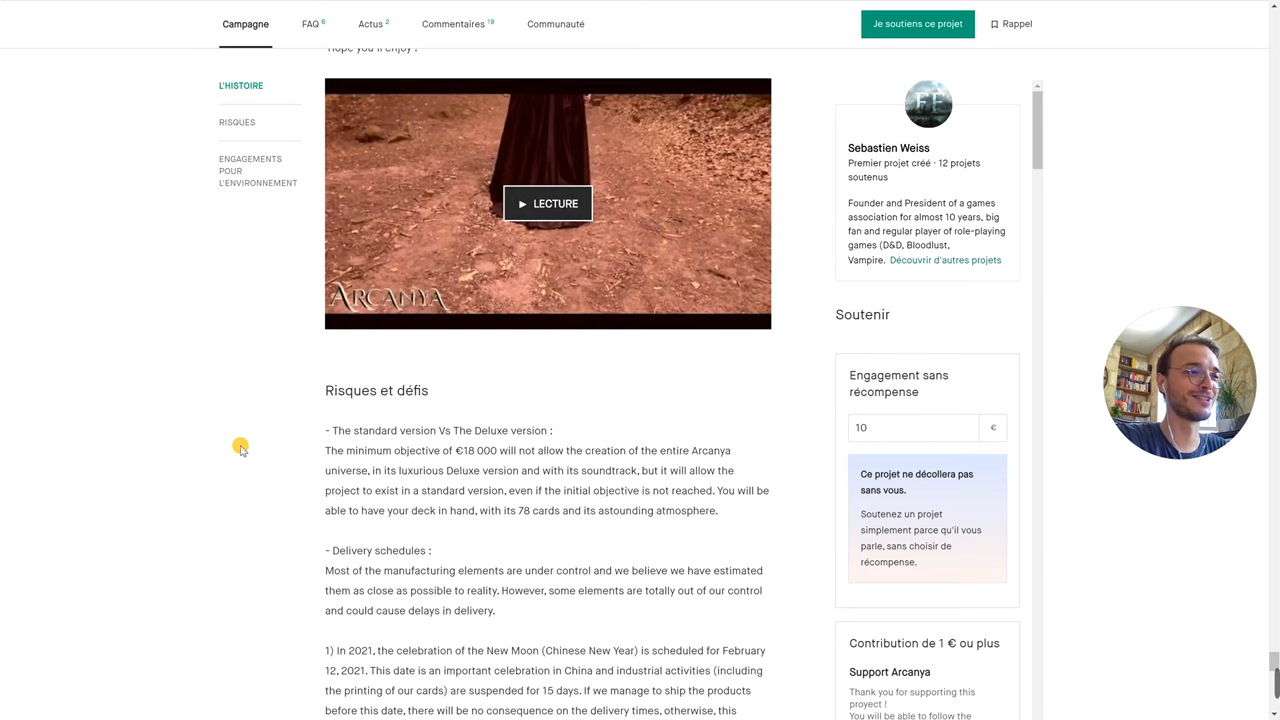 Campagne
FAQ 6
Actus 2
Commentaires 19
Communauté
Je soutiens ce projet
Rappel
Hope you'll enjoy !
L'HISTOIRE
RISQUES
ENGAGEMENTS
POUR
L'ENVIRONNEMENT
LECTURE
ARCANYA
Risques et défis
- The standard version Vs The Deluxe version :
The minimum objective of €18 000 will not allow the creation of the entire Arcanya
universe, in its luxurious Deluxe version and with its soundtrack, but it will allow the
project to exist in a standard version, even if the initial objective is not reached. You will be
able to have your deck in hand, with its 78 cards and its astounding atmosphere.
- Delivery schedules :
Most of the manufacturing elements are under control and we believe we have estimated
them as close as possible to reality. However, some elements are totally out of our control
and could cause delays in delivery.
1) In 2021, the celebration of the New Moon (Chinese New Year) is scheduled for February
12, 2021. This date is an important celebration in China and industrial activities (including
the printing of our cards) are suspended for 15 days. If we manage to ship the products
before this date, there will be no consequence on the delivery times, otherwise, this
FF
Sebastien Weiss
Premier projet créé · 12 projets
soutenus
Founder and President of a games
association for almost 10 years, big
fan and regular player of role-playing
games (D&D, Bloodlust,
Vampire. Découvrir d'autres projets
Soutenir
Engagement sans
récompense
10
€
Ce projet ne décollera pas
sans vous.
Soutenez un projet
simplement parce qu'il vous
parle, sans choisir de
récompense.
Contribution de 1 € ou plus
Support Arcanya
Thank you for supporting this
proyect !
You will be able to follow the